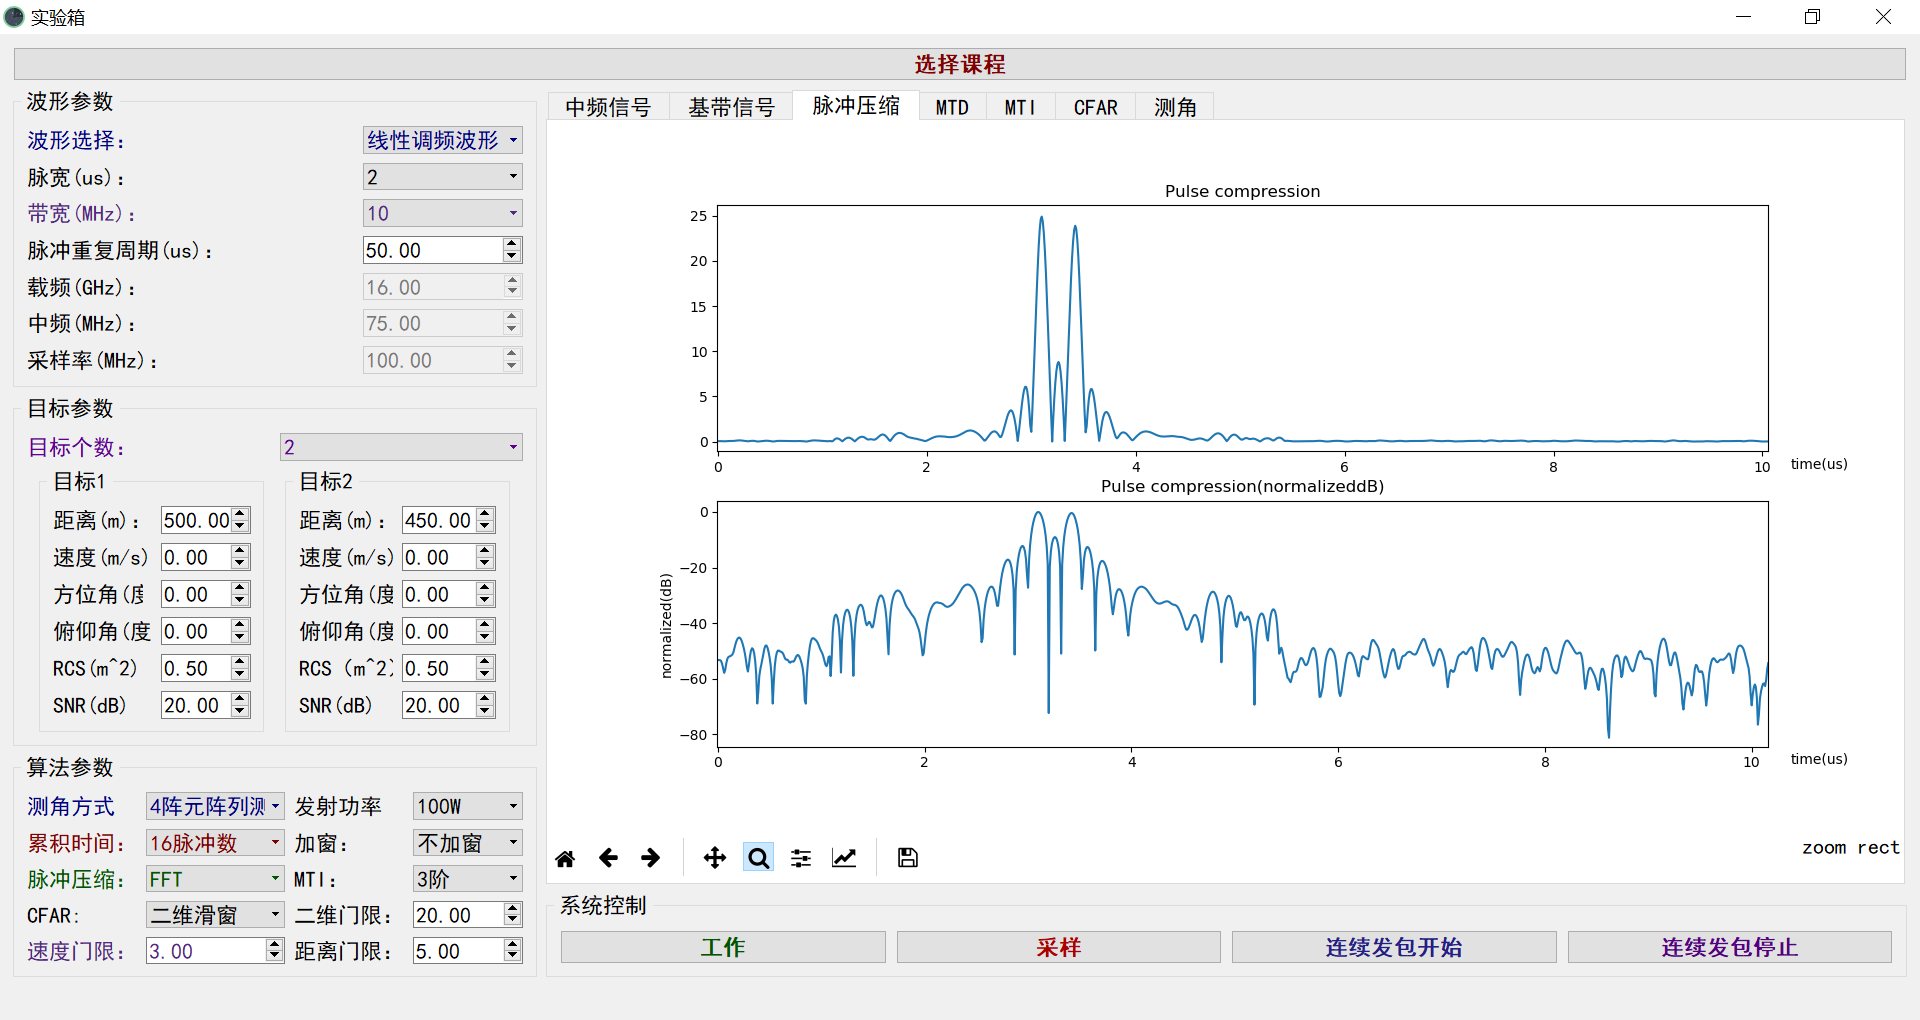 实验箱
选择课程
波形参数
波形选择： 线性调频波形
脉宽(us)： 2
带宽(MHz)： 10
脉冲重复周期(us)： 50.00
载频(GHz)： 16.00
中频(MHz)： 75.00
采样率(MHz)： 100.00
目标参数
目标个数： 2
目标1
距离(m)： 500.00
速度(m/s) 0.00
方位角(度 0.00
俯仰角(度 0.00
RCS(m^2) 0.50
SNR(dB) 20.00
目标2
距离(m)： 450.00
速度(m/s) 0.00
方位角(度 0.00
俯仰角(度 0.00
RCS (m^2) 0.50
SNR(dB) 20.00
算法参数
测角方式 4阵元阵列测 发射功率 100W
累积时间： 16脉冲数 加窗： 不加窗
脉冲压缩： FFT MTI： 3阶
CFAR: 二维滑窗 二维门限： 20.00
速度门限： 3.00 距离门限： 5.00
中频信号 基带信号 脉冲压缩 MTD MTI CFAR 测角
Pulse compression
25
20
15
10
5
0
0 2 4 6 8 10 time(us)
Pulse compression(normalizeddB)
normalized(dB)
0
−20
−40
−60
−80
0 2 4 6 8 10 time(us)
zoom rect
系统控制
工作 采样 连续发包开始 连续发包停止